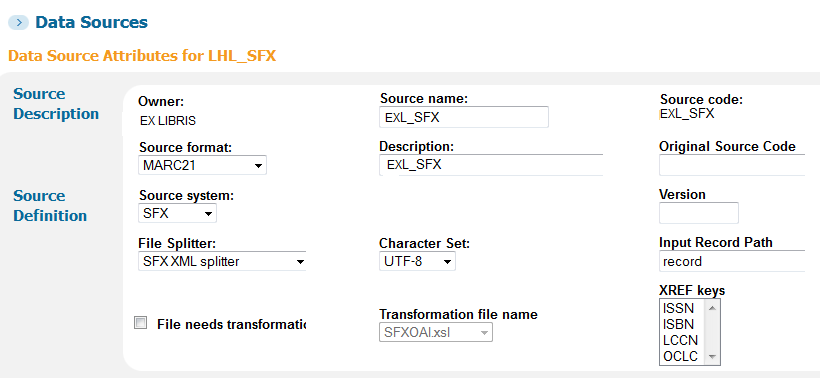 Data Sources
Data Source Attributes for LHL_SFX
Source Description
Owner:
EX LIBRIS
Source name:
EXL_SFX
Source code:
EXL_SFX
Source format:
MARC21
Description:
EXL_SFX
Original Source Code
Source Definition
Source system:
SFX
Version
File Splitter:
SFX XML splitter
Character Set:
UTF-8
Input Record Path
record
File needs transformatio
Transformation file name
SFXOAI.xsl
XREF keys
ISSN
ISBN
LCCN
OCLC